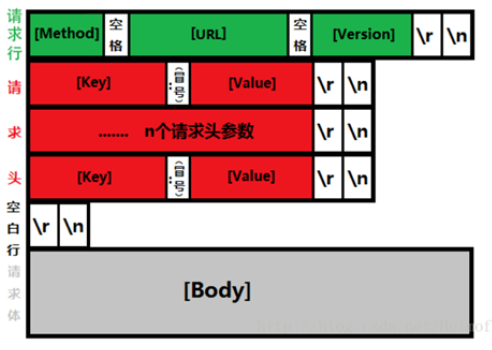 请求行 [Method] 空格 [URL] 空格 [Version] \r \n
请 [Key] :(冒号) [Value] \r \n
求 ....... n个请求头参数 \r \n
头 [Key] :(冒号) [Value] \r \n
空白行 \r \n
请求体 [Body]